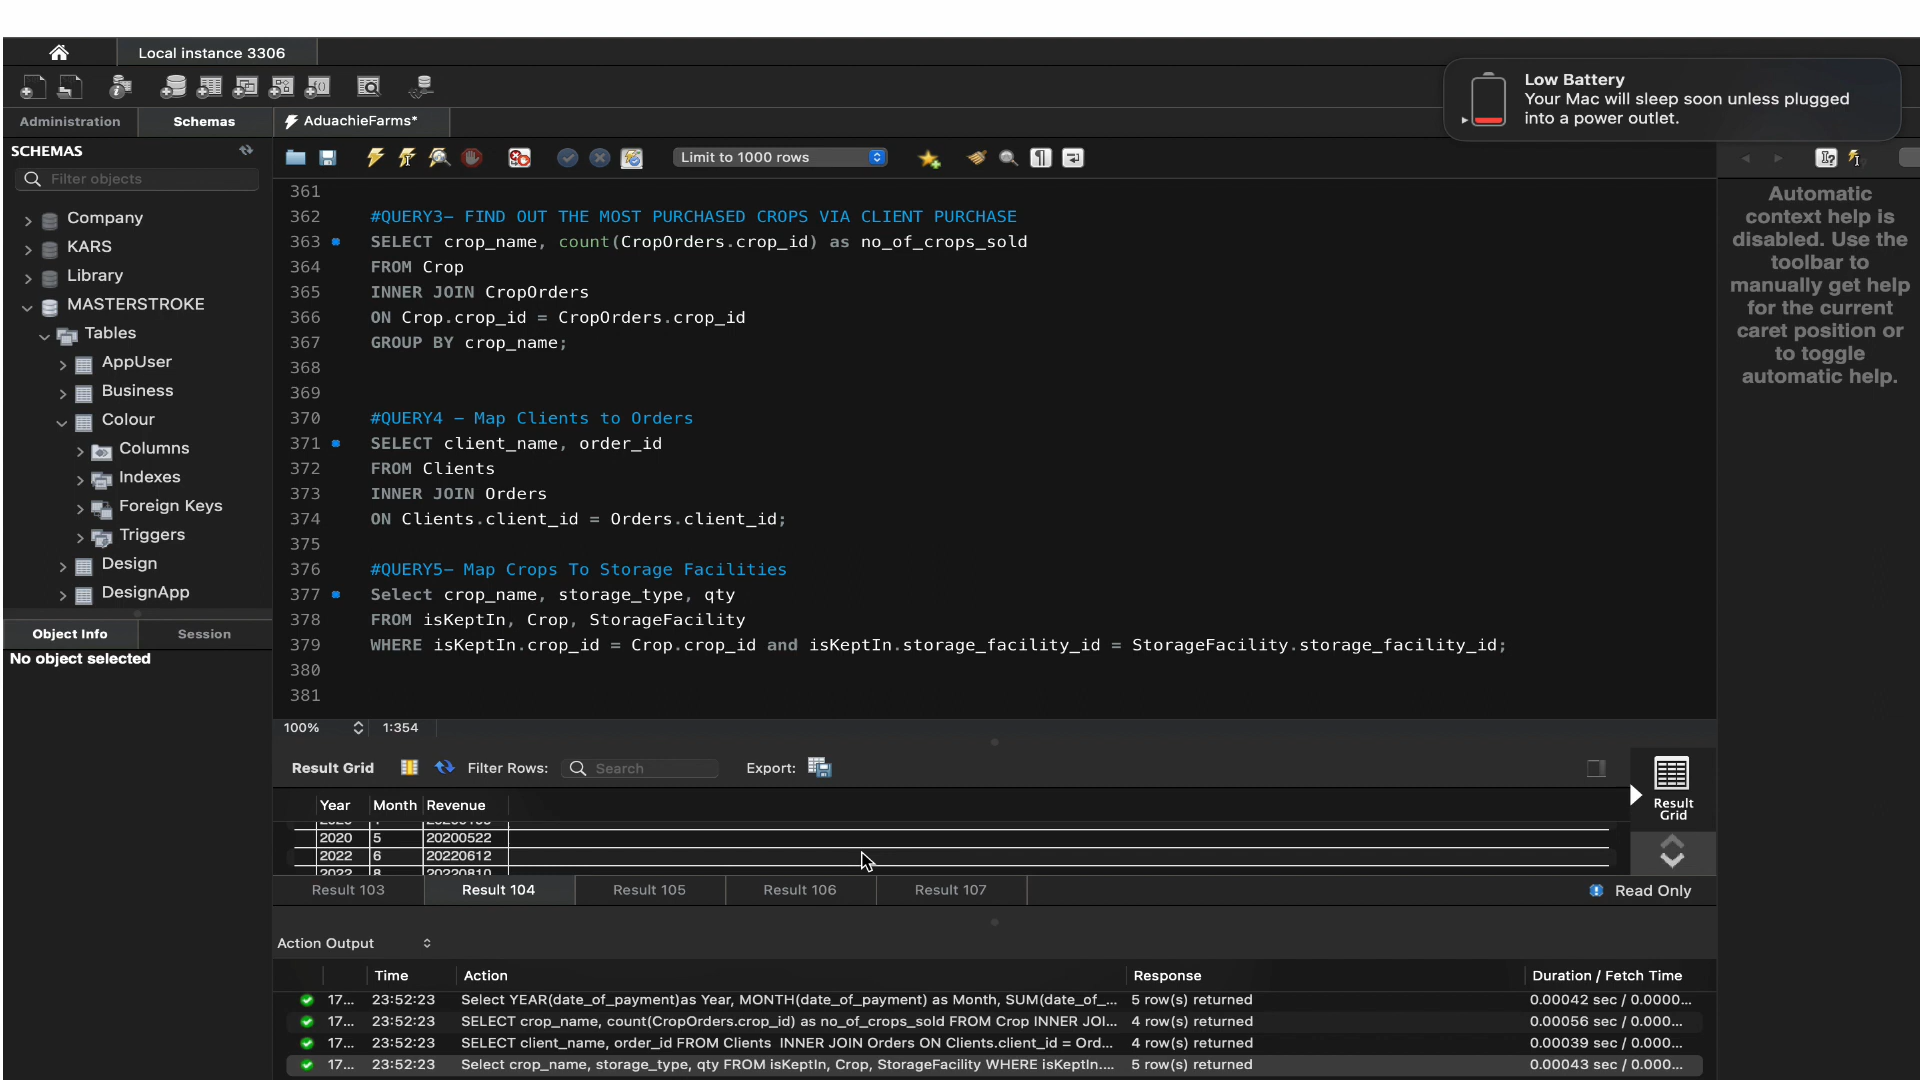 Local instance 3306
Low Battery
Your Mac will sleep soon unless plugged
into a power outlet.
Administration
Schemas
AduachieFarms*
SCHEMAS
Filter objects
Limit to 1000 rows
Company
KARS
Library
MASTERSTROKE
Tables
AppUser
Business
Colour
Columns
Indexes
Foreign Keys
Triggers
Design
DesignApp
Object Info
Session
No object selected
361
362 #QUERY3- FIND OUT THE MOST PURCHASED CROPS VIA CLIENT PURCHASE
363 SELECT crop_name, count(CropOrders.crop_id) as no_of_crops_sold
364 FROM Crop
365 INNER JOIN CropOrders
366 ON Crop.crop_id = CropOrders.crop_id
367 GROUP BY crop_name;
368
369
370 #QUERY4 - Map Clients to Orders
371 SELECT client_name, order_id
372 FROM Clients
373 INNER JOIN Orders
374 ON Clients.client_id = Orders.client_id;
375
376 #QUERY5- Map Crops To Storage Facilities
377 Select crop_name, storage_type, qty
378 FROM isKeptIn, Crop, StorageFacility
379 WHERE isKeptIn.crop_id = Crop.crop_id and isKeptIn.storage_facility_id = StorageFacility.storage_facility_id;
380
381
Automatic
context help is
disabled. Use the
toolbar to
manually get help
for the current
caret position or
to toggle
automatic help.
100% 1:354
Result Grid Filter Rows: Search Export:
Year Month Revenue
2020 5 20200522
2022 6 20220612
2022 8 20220810
Result
Grid
Result 103 Result 104 Result 105 Result 106 Result 107
Read Only
Action Output
Time Action Response Duration / Fetch Time
17... 23:52:23 Select YEAR(date_of_payment)as Year, MONTH(date_of_payment) as Month, SUM(date_of_... 5 row(s) returned 0.00042 sec / 0.0000...
17... 23:52:23 SELECT crop_name, count(CropOrders.crop_id) as no_of_crops_sold FROM Crop INNER JOI... 4 row(s) returned 0.00056 sec / 0.000...
17... 23:52:23 SELECT client_name, order_id FROM Clients INNER JOIN Orders ON Clients.client_id = Ord... 4 row(s) returned 0.00039 sec / 0.000...
17... 23:52:23 Select crop_name, storage_type, qty FROM isKeptIn, Crop, StorageFacility WHERE isKeptIn.... 5 row(s) returned 0.00043 sec / 0.000...